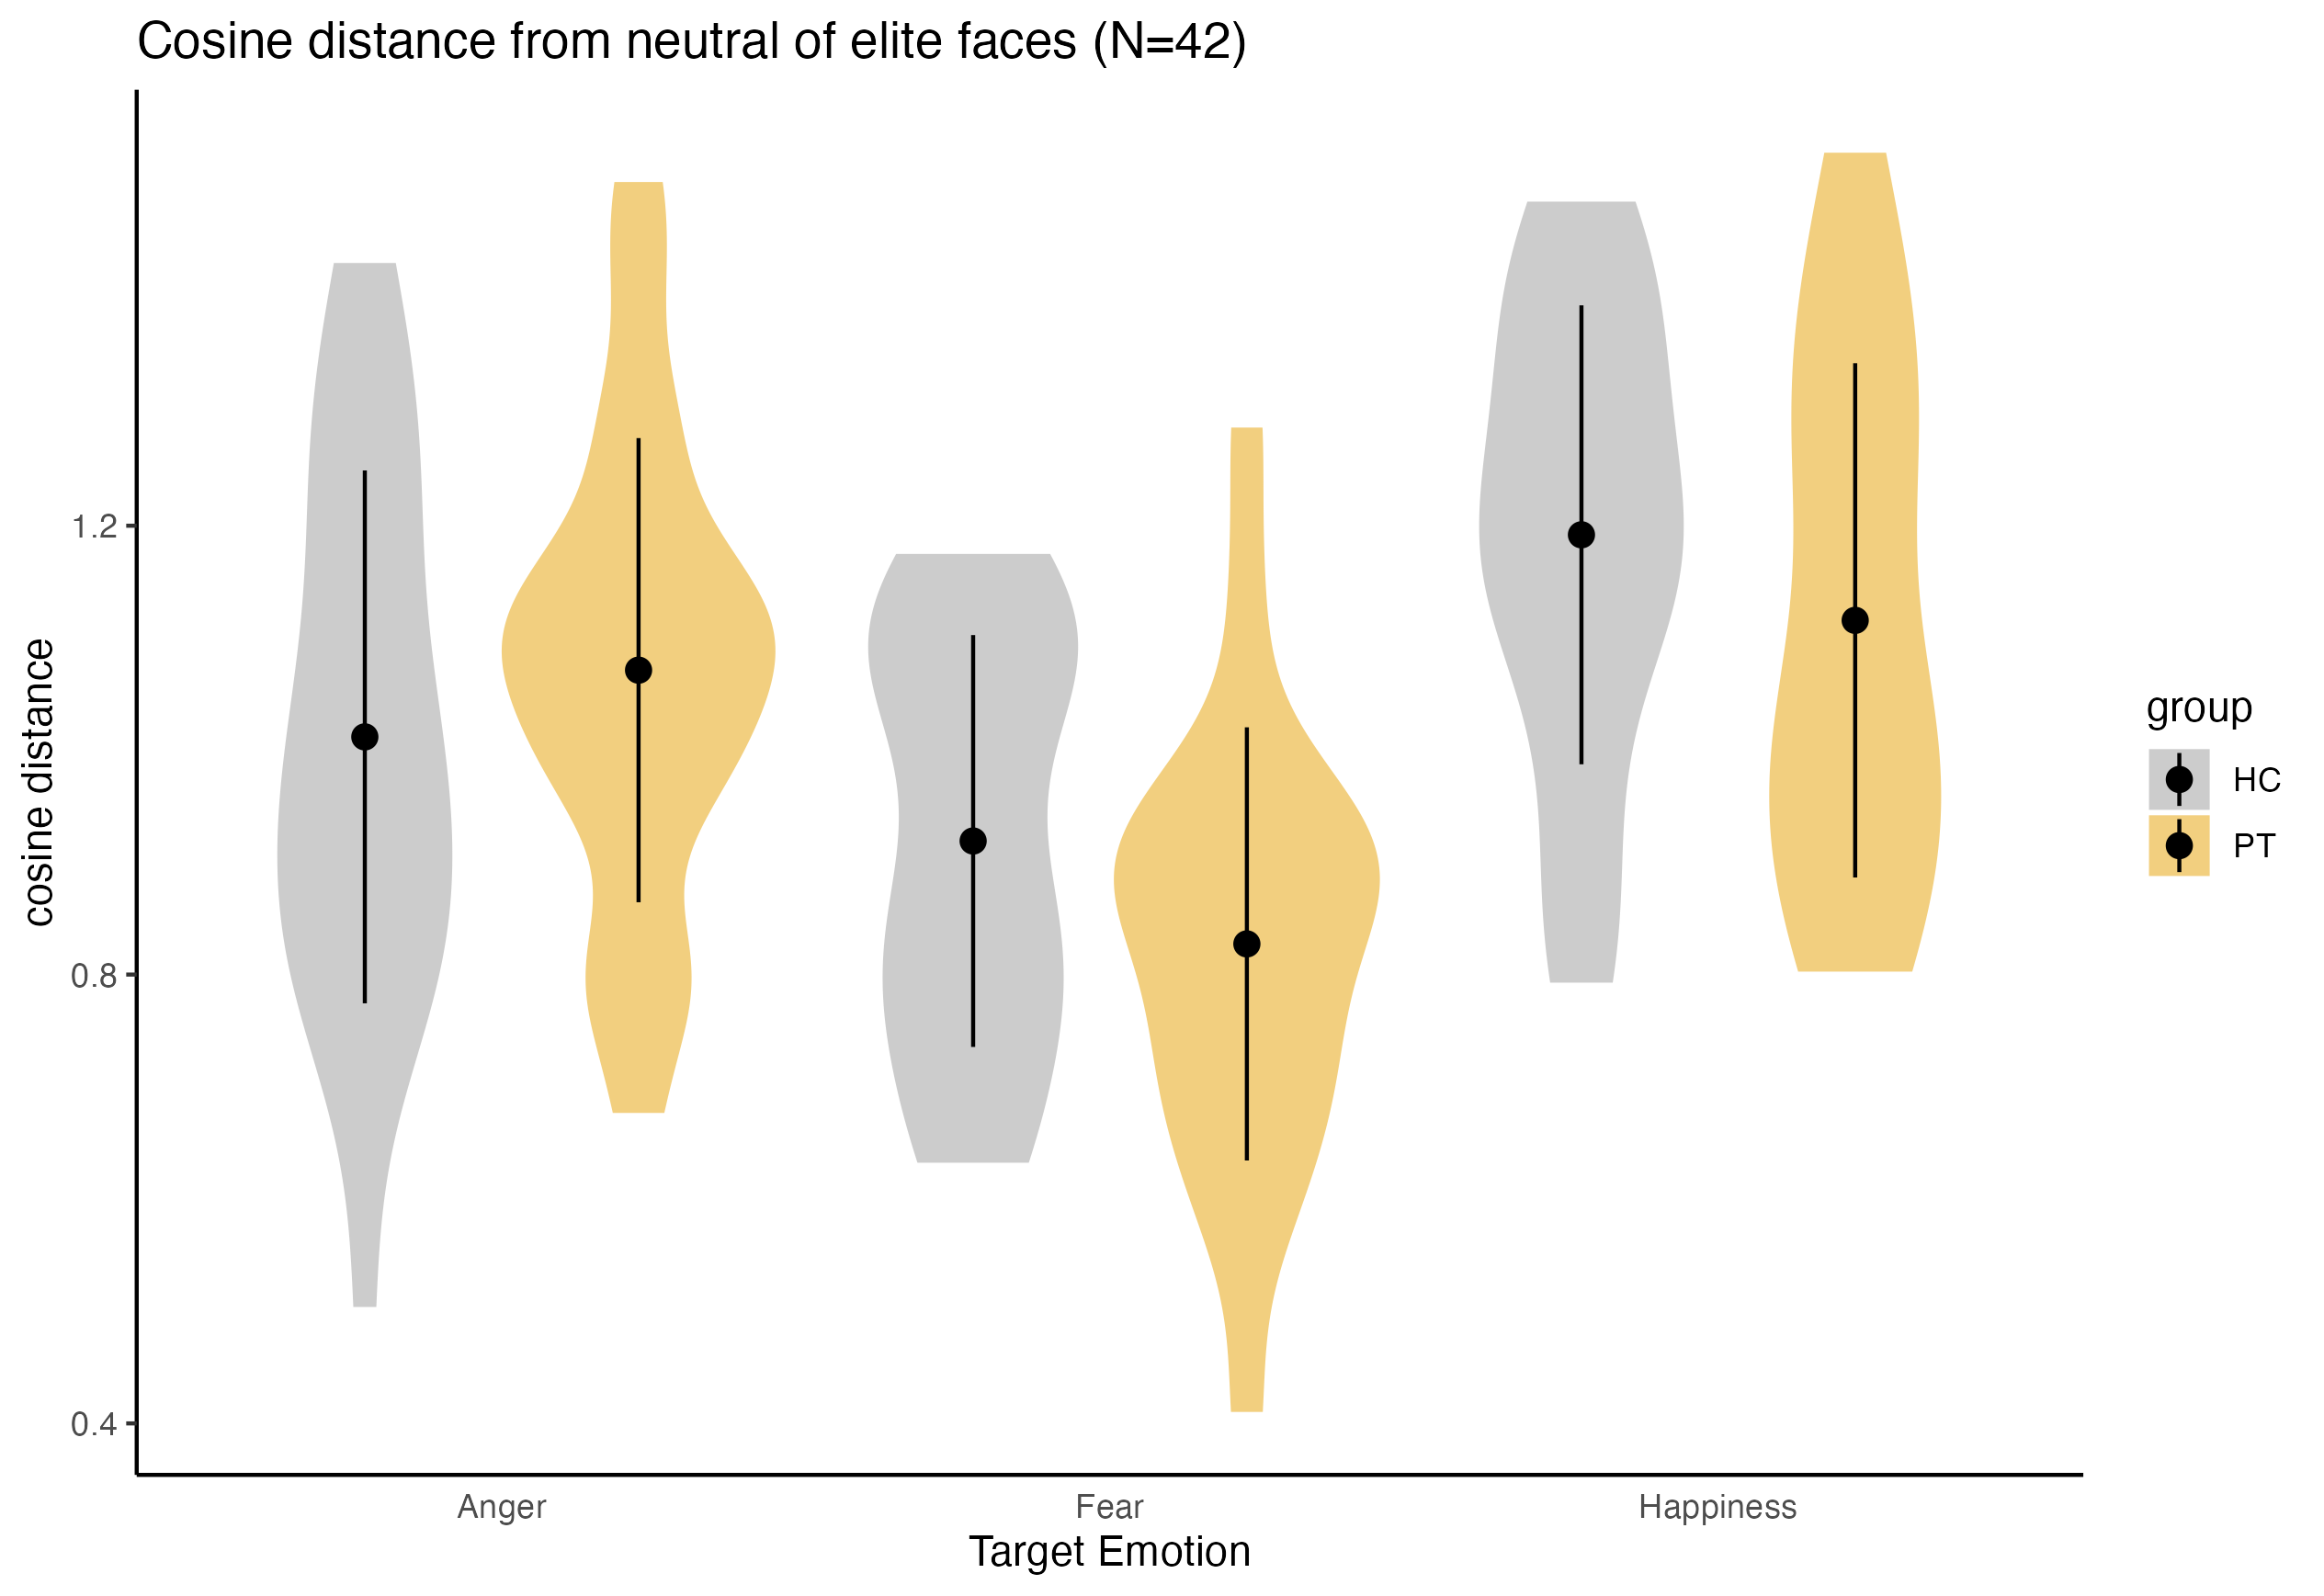 Cosine distance from neutral of elite faces (N=42)
cosine distance
1.2
0.8
0.4
Anger
Fear
Happiness
Target Emotion
group
HC
PT